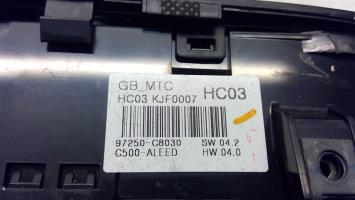 GB_MTC
HC03 KJF0007 HC03
97250-C8030 SW 04.2
C500-ALEED HW 04.0